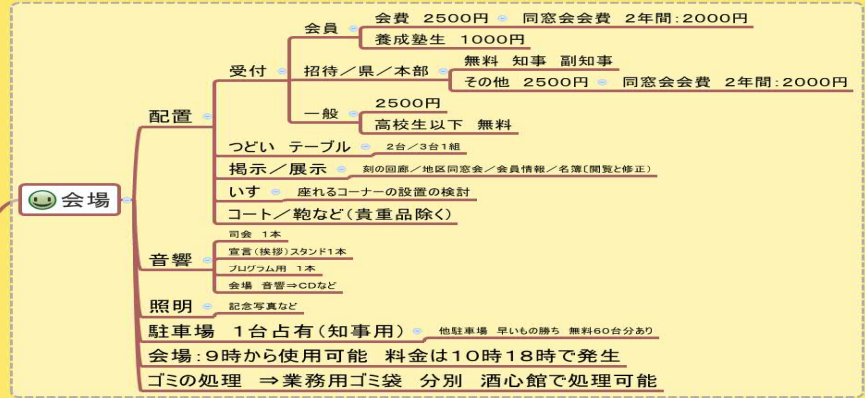 会場
配置
受付
会員
会費 2500円
同窓会会費 2年間:2000円
養成塾生 1000円
招待/県/本部
無料 知事 副知事
その他 2500円
同窓会会費 2年間:2000円
一般
2500円
高校生以下 無料
つどい テーブル
2台/3台1組
掲示/展示
刻の回廊/地区同窓会/会員情報/名簿〔閲覧と修正)
いす
座れるコーナーの設置の検討
コート/鞄など(貴重品除く)
音響
司会 1本
宣言(挨拶)スタンド1本
プログラム用 1本
会場 音響⇒CDなど
照明
記念写真など
駐車場 1台占有(知事用)
他駐車場 早いもの勝ち 無料60台分あり
会場:9時から使用可能 料金は10時18時で発生
ゴミの処理 ⇒業務用ゴミ袋 分別 酒心館で処理可能